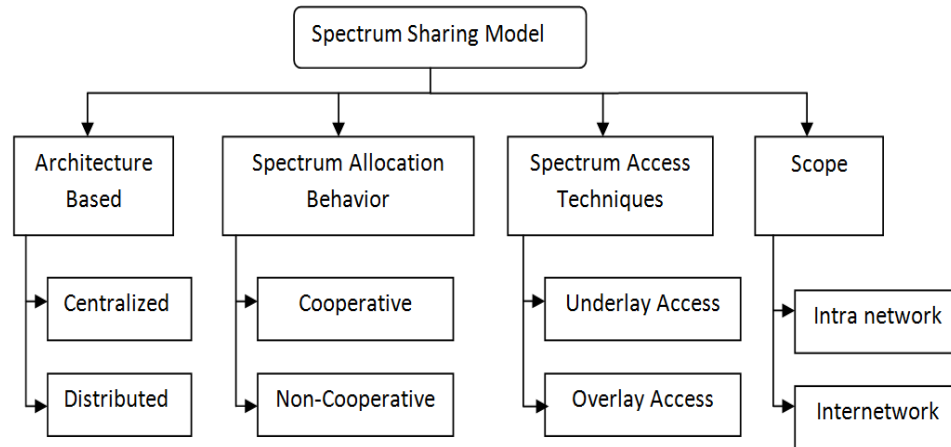 Spectrum Sharing Model
Architecture
Based
Spectrum Allocation
Behavior
Spectrum Access
Techniques
Scope
Centralized
Distributed
Cooperative
Non-Cooperative
Underlay Access
Overlay Access
Intra network
Internetwork